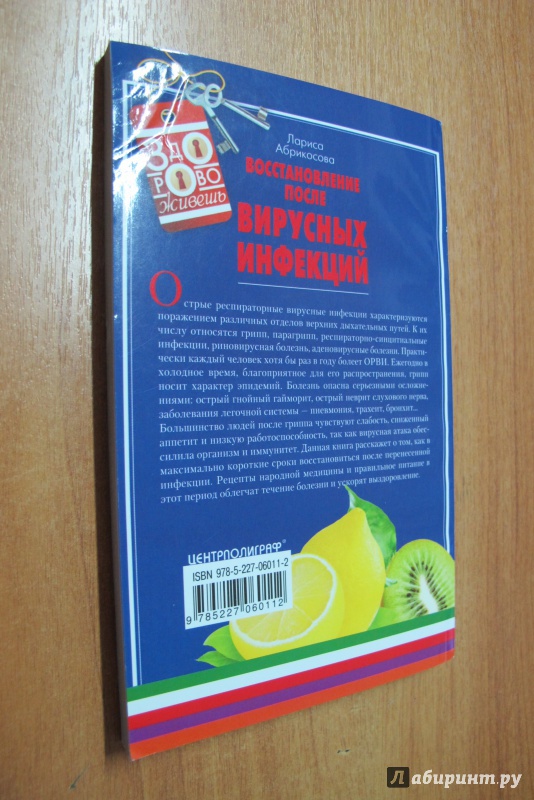 Здо
рово
живешь
Лариса
Абрикосова
Восстановление
после
вирусных
инфекций
Острые респираторные вирусные инфекции характеризуются
поражением различных отделов верхних дыхательных путей. К их
числу относятся грипп, парагрипп, респираторно-синцитиальные
инфекции, риновирусная болезнь, аденовирусные болезни. Практи-
чески каждый человек хотя бы раз в году болеет ОРВИ. Ежегодно в
холодное время, благоприятное для его распространения, грипп
носит характер эпидемий. Болезнь опасна серьезными осложне-
ниями: острый гнойный гайморит, острый неврит слухового нерва,
заболевания легочной системы – пневмония, трахеит, бронхит...
Большинство людей после гриппа чувствуют слабость, сниженный
аппетит и низкую работоспособность, так как вирусная атака обес-
силила организм и иммунитет. Данная книга расскажет о том, как в
максимально короткие сроки восстановиться после перенесенной
инфекции. Рецепты народной медицины и правильное питание в
этот период облегчат течение болезни и ускорят выздоровление.
ЦЕНТРПОЛИГРАФ®
ISBN 978-5-227-06011-2
9 785227 060112
Лабиринт.ру